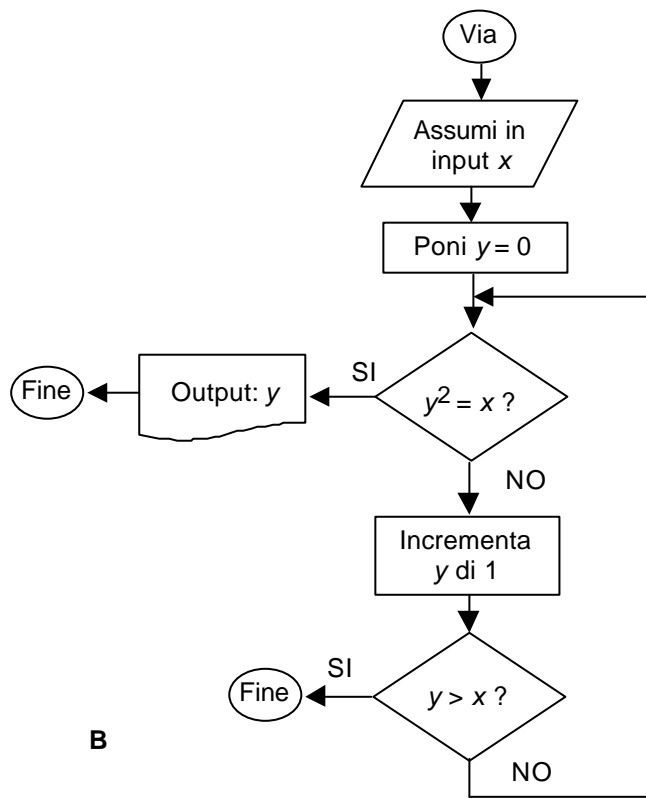 Via
Assumi in
input x
Poni y = 0
y² = x ?
SI
Output: y
Fine
NO
Incrementa
y di 1
y > x ?
SI
Fine
NO
B